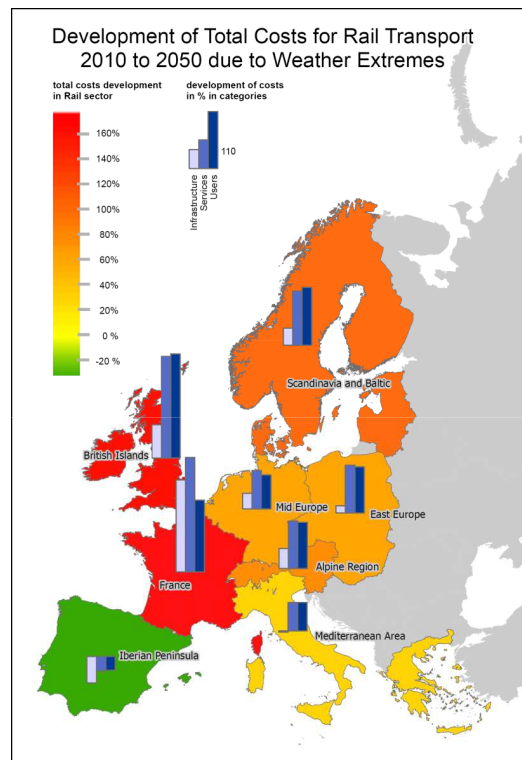 Development of Total Costs for Rail Transport
2010 to 2050 due to Weather Extremes
total costs development
in Rail sector
development of costs
in % in categories
160%
140%
120%
100%
80%
60%
40%
20%
0 %
-20 %
110
Infrastructure
Services
Users
Scandinavia and Baltic
British Islands
Mid Europe
East Europe
Alpine Region
France
Mediterranean Area
Iberian Peninsula